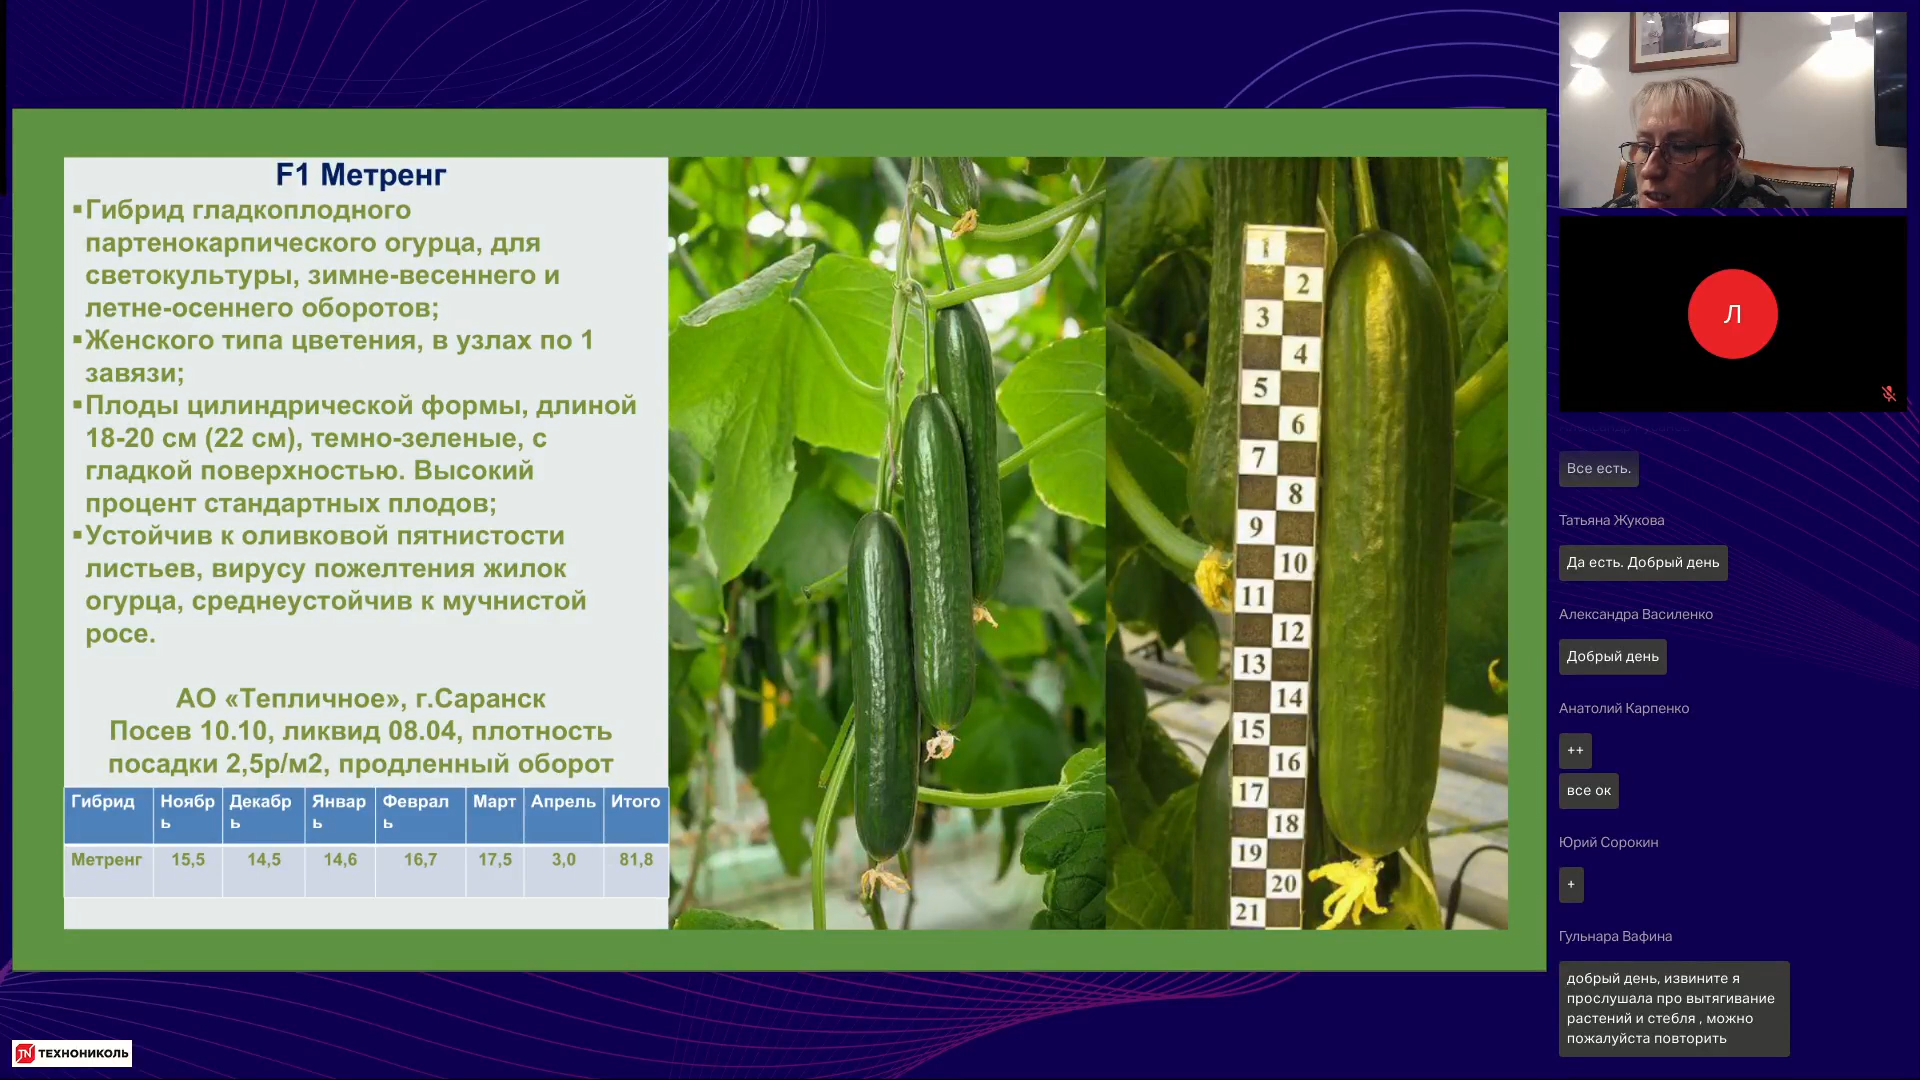 F1 Метренг
▪Гибрид гладкоплодного
партенокарпического огурца, для
светокультуры, зимне-весеннего и
летне-осеннего оборотов;
▪Женского типа цветения, в узлах по 1
завязи;
▪Плоды цилиндрической формы, длиной
18-20 см (22 см), темно-зеленые, с
гладкой поверхностью. Высокий
процент стандартных плодов;
▪Устойчив к оливковой пятнистости
листьев, вирусу пожелтения жилок
огурца, среднеустойчив к мучнистой
росе.
АО «Тепличное», г.Саранск
Посев 10.10, ликвид 08.04, плотность
посадки 2,5р/м2, продленный оборот
Гибрид Ноябрь Декабрь Январь Феврал ь Март Апрель Итого
Метренг 15,5 14,5 14,6 16,7 17,5 3,0 81,8
1
2
3
4
5
6
7
8
9
10
11
12
13
14
15
16
17
18
19
20
21
Л
Все есть.
Татьяна Жукова
Да есть. Добрый день
Александра Василенко
Добрый день
Анатолий Карпенко
++
все ок
Юрий Сорокин
+
Гульнара Вафина
добрый день, извините я
прослушала про вытягивание
растений и стебля , можно
пожалуйста повторить
TN ТЕХНОНИКОЛЬ